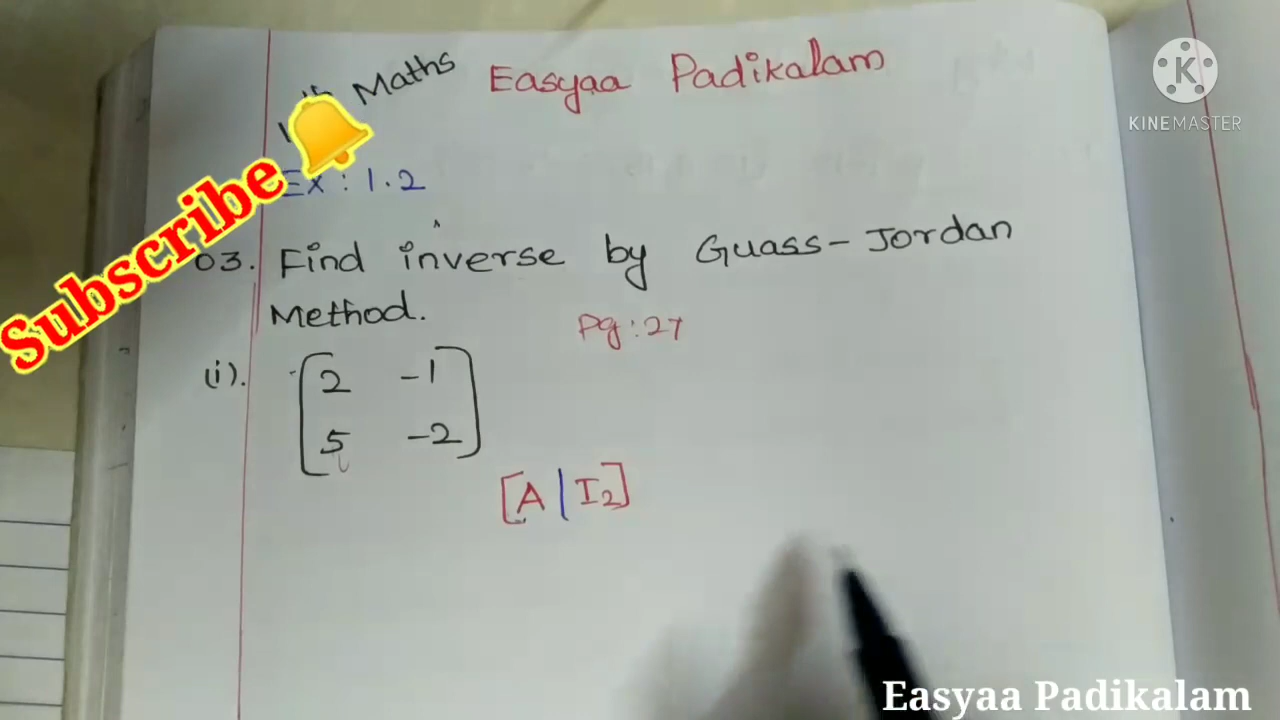 Maths
Easyaa Padikalam
KINEMASTER
Subscribe
Ex : 1.2
03. Find inverse by Guass-Jordan
Method.
Pg : 27
(i). [2 -1
5 -2]
[A | I₂]
Easyaa Padikalam